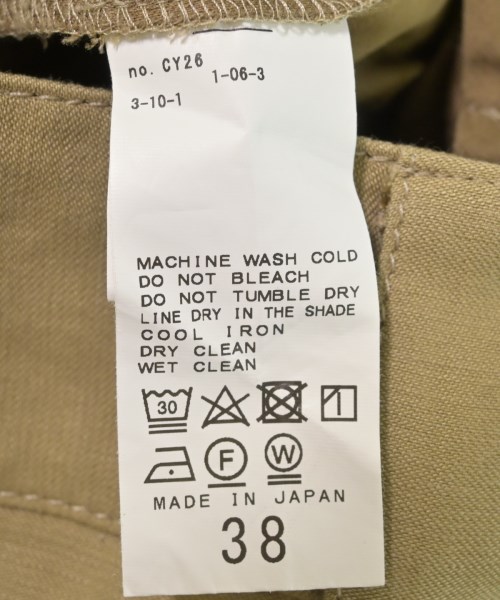 no. CY26 1-06-3
3-10-1
MACHINE WASH COLD
DO NOT BLEACH
DO NOT TUMBLE DRY
LINE DRY IN THE SHADE
COOL IRON
DRY CLEAN
WET CLEAN
30
F W
MADE IN JAPAN
38